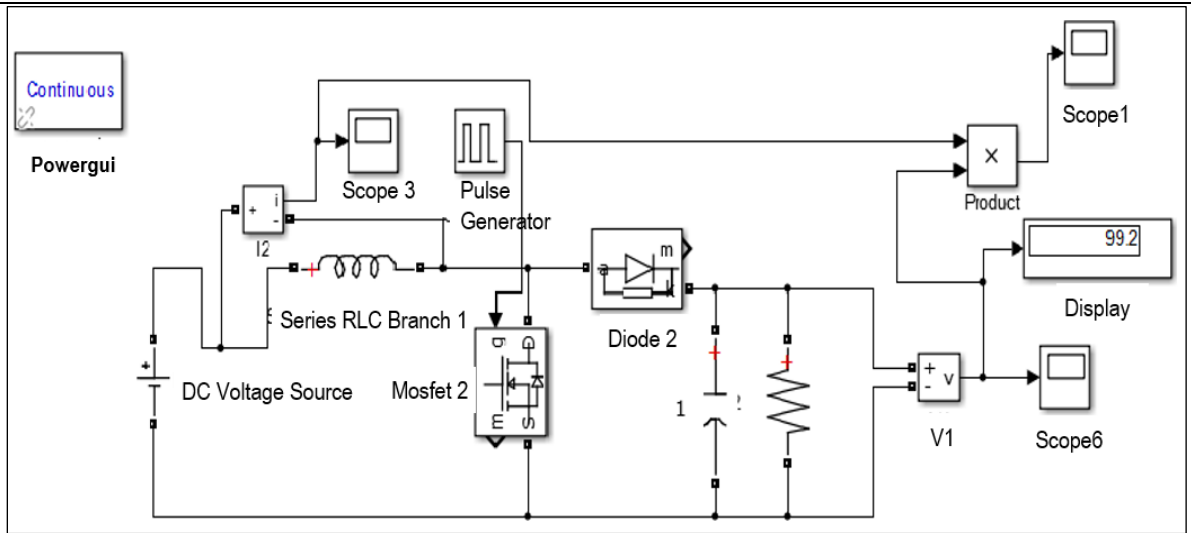 Continuous
Powergui
Scope1
Scope 3
Pulse
Generator
×
Product
i
+
-
I2
99.2
Display
Series RLC Branch 1
a
m
k
Diode 2
DC Voltage Source
Mosfet 2
g
D
m
S
1
+
-
v
V1
Scope6